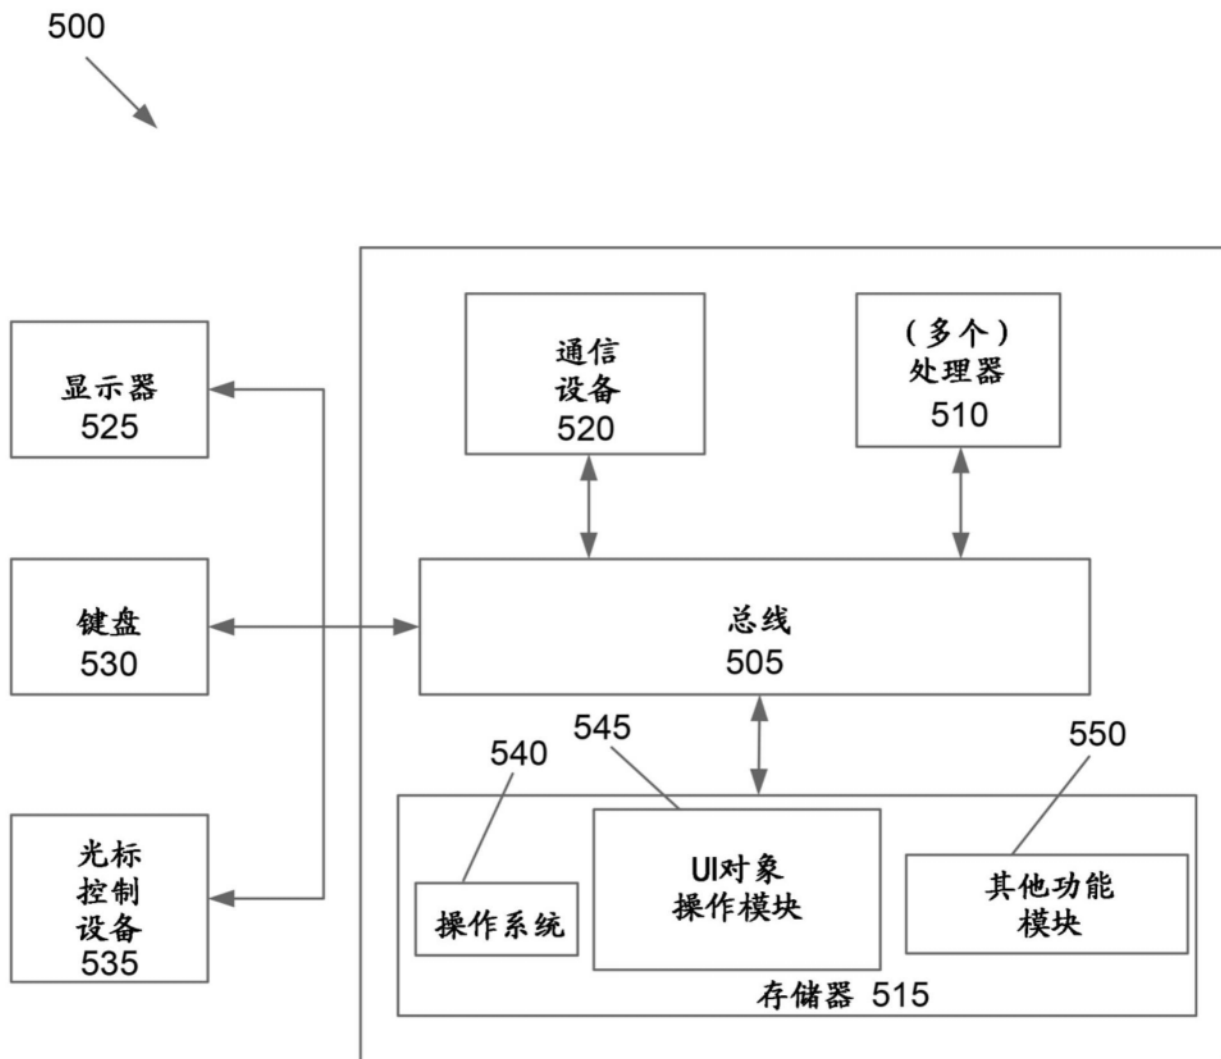 500
通信
设备
520
（多个）
处理器
510
显示器
525
键盘
530
总线
505
光标
控制
设备
535
540
545
550
操作系统
UI对象
操作模块
其他功能
模块
存储器 515